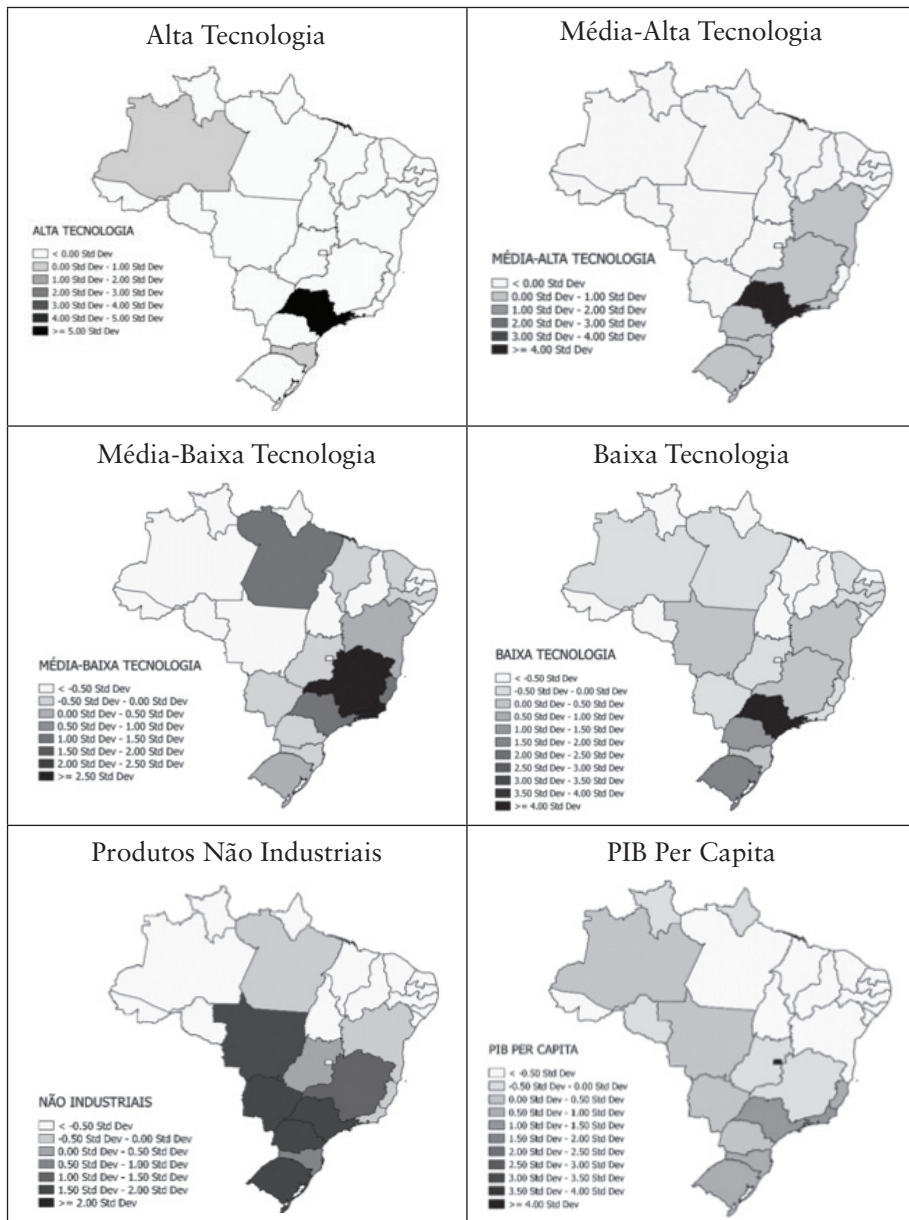 Alta Tecnologia
ALTA TECNOLOGIA
< 0.00 Std Dev
0.00 Std Dev - 1.00 Std Dev
1.00 Std Dev - 2.00 Std Dev
2.00 Std Dev - 3.00 Std Dev
3.00 Std Dev - 4.00 Std Dev
4.00 Std Dev - 5.00 Std Dev
>= 5.00 Std Dev
Média-Alta Tecnologia
MÉDIA-ALTA TECNOLOGIA
< 0.00 Std Dev
0.00 Std Dev - 1.00 Std Dev
1.00 Std Dev - 2.00 Std Dev
2.00 Std Dev - 3.00 Std Dev
3.00 Std Dev - 4.00 Std Dev
>= 4.00 Std Dev
Média-Baixa Tecnologia
MÉDIA-BAIXA TECNOLOGIA
< -0.50 Std Dev
-0.50 Std Dev - 0.00 Std Dev
0.00 Std Dev - 0.50 Std Dev
0.50 Std Dev - 1.00 Std Dev
1.00 Std Dev - 1.50 Std Dev
1.50 Std Dev - 2.00 Std Dev
2.00 Std Dev - 2.50 Std Dev
>= 2.50 Std Dev
Baixa Tecnologia
BAIXA TECNOLOGIA
< -0.50 Std Dev
-0.50 Std Dev - 0.00 Std Dev
0.00 Std Dev - 0.50 Std Dev
0.50 Std Dev - 1.00 Std Dev
1.00 Std Dev - 1.50 Std Dev
1.50 Std Dev - 2.00 Std Dev
2.00 Std Dev - 2.50 Std Dev
2.50 Std Dev - 3.00 Std Dev
3.00 Std Dev - 3.50 Std Dev
3.50 Std Dev - 4.00 Std Dev
>= 4.00 Std Dev
Produtos Não Industriais
NÃO INDUSTRIAIS
< -0.50 Std Dev
-0.50 Std Dev - 0.00 Std Dev
0.00 Std Dev - 0.50 Std Dev
0.50 Std Dev - 1.00 Std Dev
1.00 Std Dev - 1.50 Std Dev
1.50 Std Dev - 2.00 Std Dev
>= 2.00 Std Dev
PIB Per Capita
PIB PER CAPITA
< -0.50 Std Dev
-0.50 Std Dev - 0.00 Std Dev
0.00 Std Dev - 0.50 Std Dev
0.50 Std Dev - 1.00 Std Dev
1.00 Std Dev - 1.50 Std Dev
1.50 Std Dev - 2.00 Std Dev
2.00 Std Dev - 2.50 Std Dev
2.50 Std Dev - 3.00 Std Dev
3.00 Std Dev - 3.50 Std Dev
3.50 Std Dev - 4.00 Std Dev
>= 4.00 Std Dev